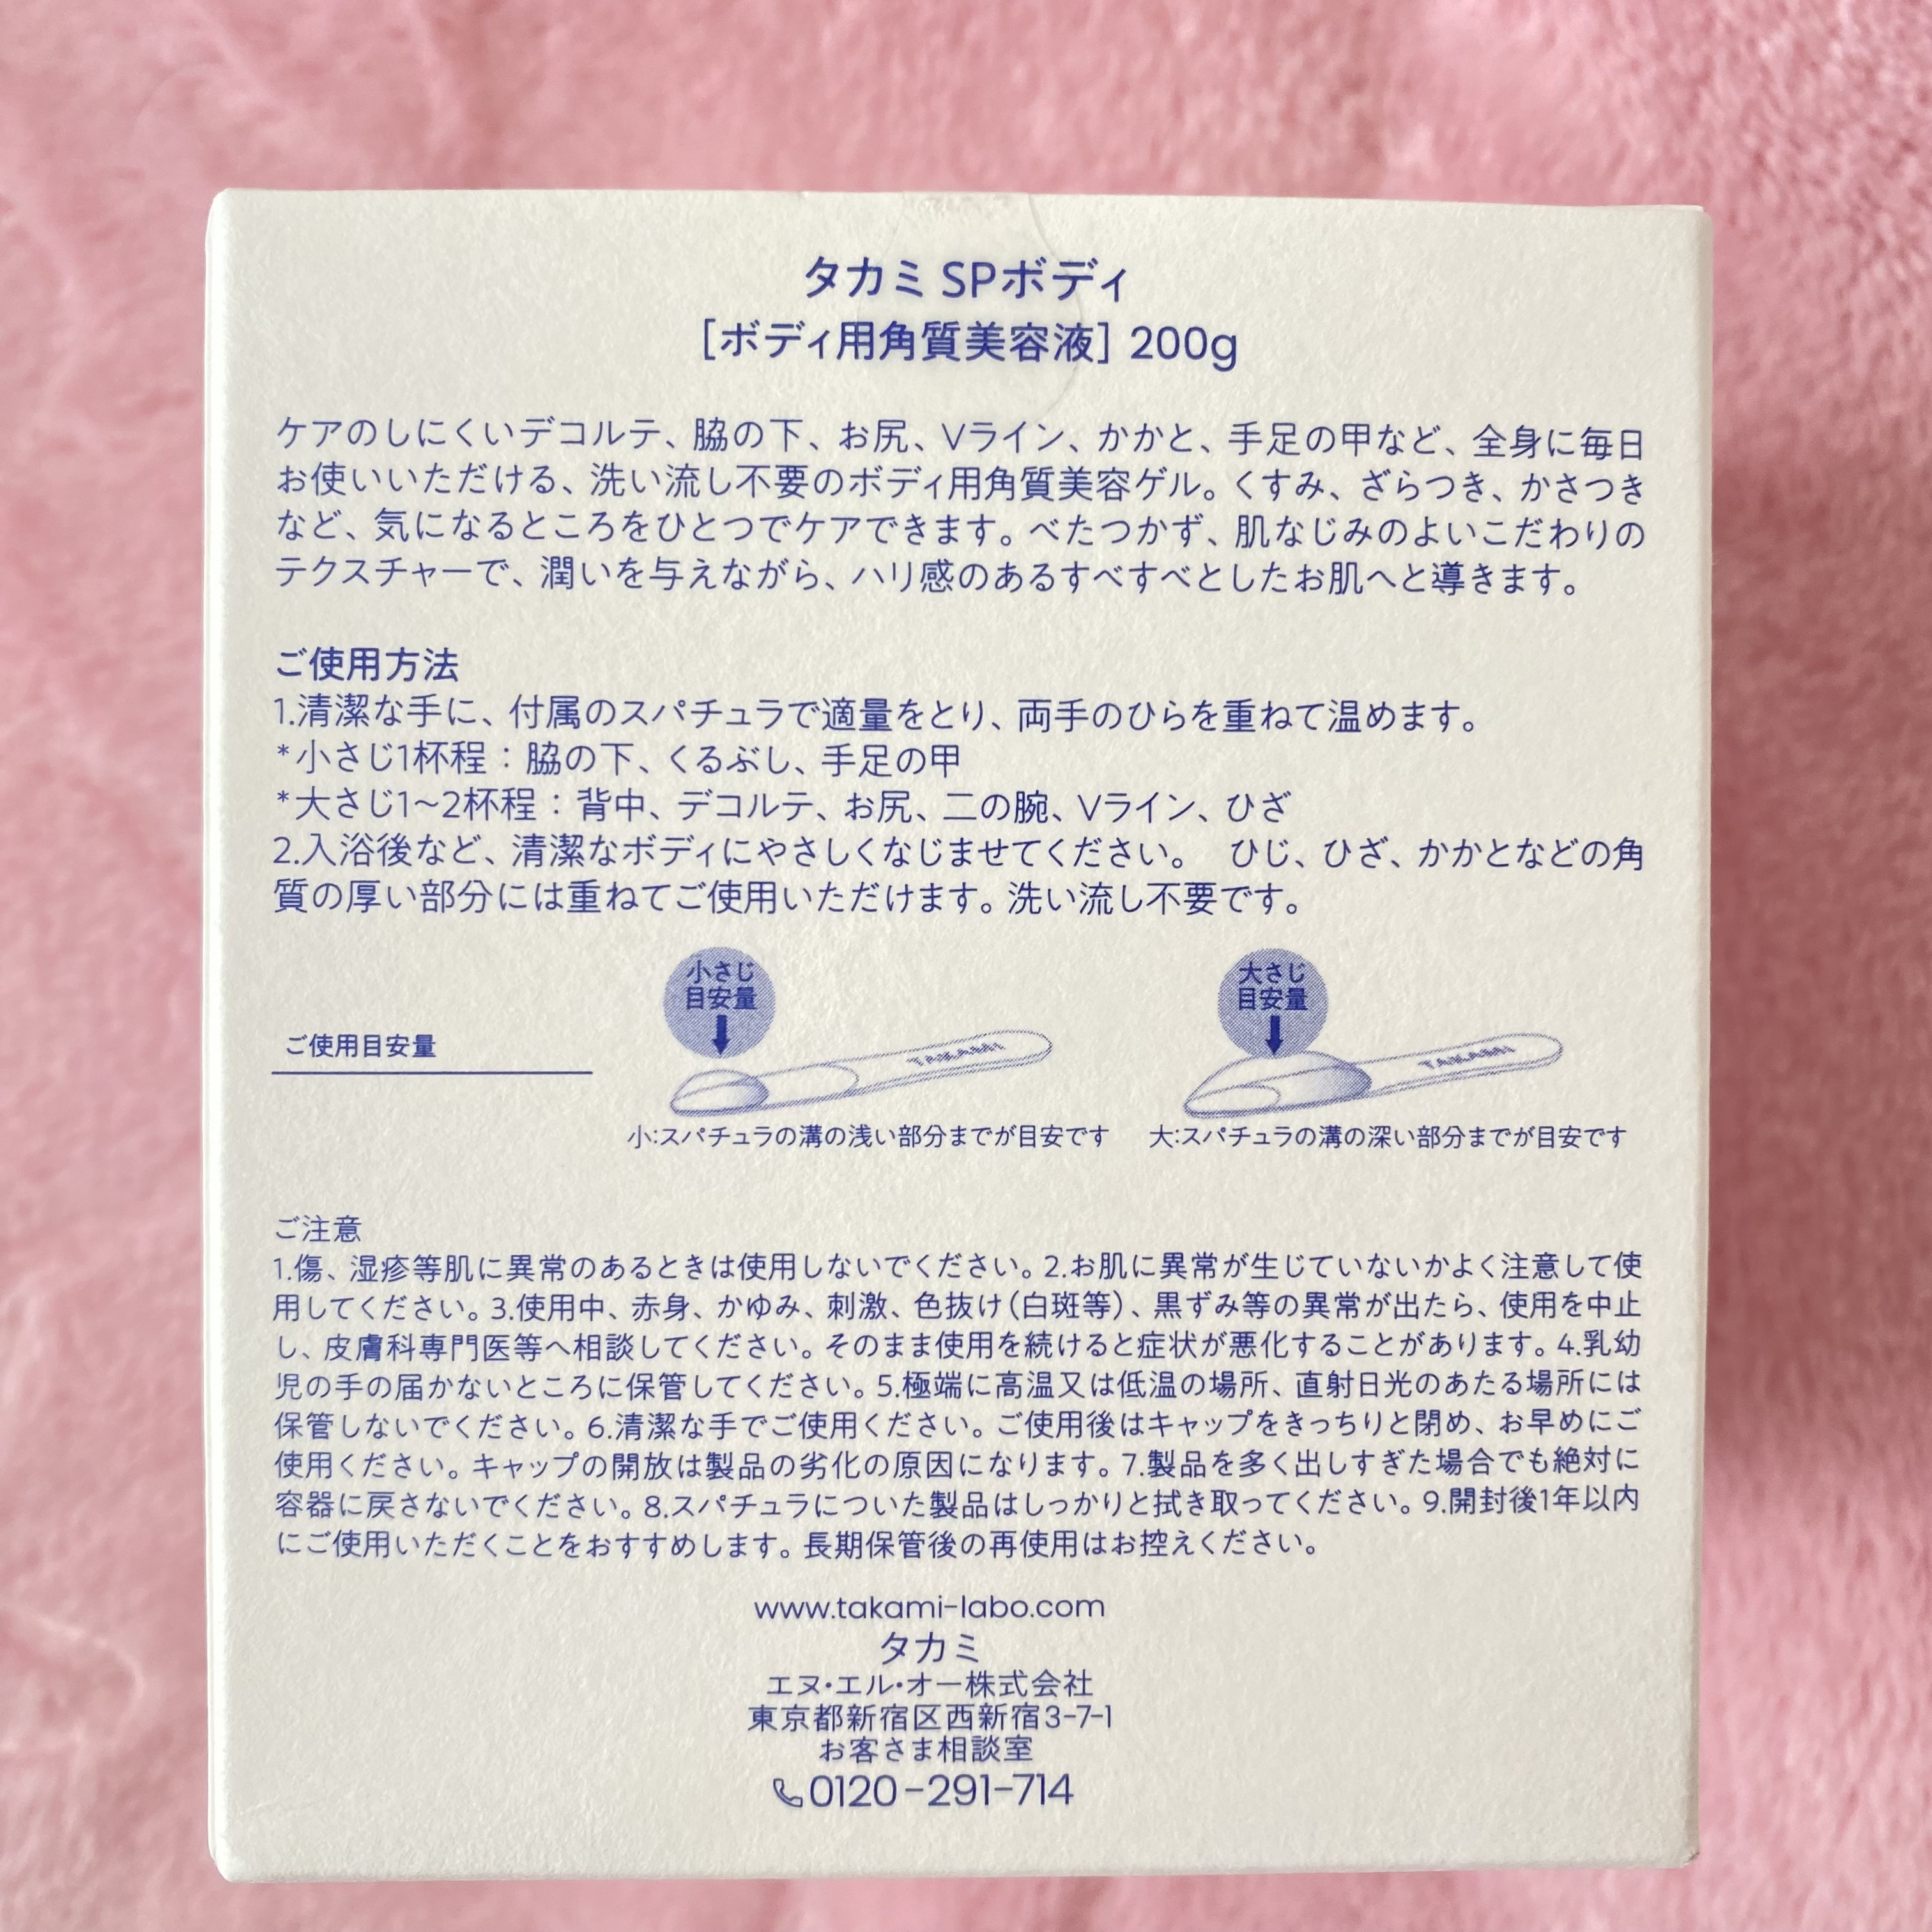 タカミ SPボディ
[ボディ用角質美容液] 200g
ケアのしにくいデコルテ、脇の下、お尻、Vライン、かかと、手足の甲など、全身に毎日
お使いいただける、洗い流し不要のボディ用角質美容ゲル。くすみ、ざらつき、かさつき
など、気になるところをひとつでケアできます。べたつかず、肌なじみのよいこだわりの
テクスチャーで、潤いを与えながら、ハリ感のあるすべすべとしたお肌へと導きます。
ご使用方法
1.清潔な手に、付属のスパチュラで適量をとり、両手のひらを重ねて温めます。
*小さじ1杯程：脇の下、くるぶし、手足の甲
*大さじ1~2杯程：背中、デコルテ、お尻、二の腕、Vライン、ひざ
2.入浴後など、清潔なボディにやさしくなじませてください。 ひじ、ひざ、かかとなどの角
質の厚い部分には重ねてご使用いただけます。洗い流し不要です。
ご使用目安量
小さじ
目安量
TAKAMI
小:スパチュラの溝の浅い部分までが目安です
大さじ
目安量
TAKAMI
大:スパチュラの溝の深い部分までが目安です
ご注意
1.傷、湿疹等肌に異常のあるときは使用しないでください。2.お肌に異常が生じていないかよく注意して使
用してください。3.使用中、赤身、かゆみ、刺激、色抜け(白斑等)、黒ずみ等の異常が出たら、使用を中止
し、皮膚科専門医等へ相談してください。そのまま使用を続けると症状が悪化することがあります。4.乳幼
児の手の届かないところに保管してください。5.極端に高温又は低温の場所、直射日光のあたる場所には
保管しないでください。6.清潔な手でご使用ください。ご使用後はキャップをきっちりと閉め、お早めにご
使用ください。キャップの開放は製品の劣化の原因になります。7.製品を多く出しすぎた場合でも絶対に
容器に戻さないでください。8.スパチュラについた製品はしっかりと拭き取ってください。9.開封後1年以内
にご使用いただくことをおすすめします。長期保管後の再使用はお控えください。
www.takami-labo.com
タカミ
エヌ・エル・オー株式会社
東京都新宿区西新宿3-7-1
お客さま相談室
0120-291-714